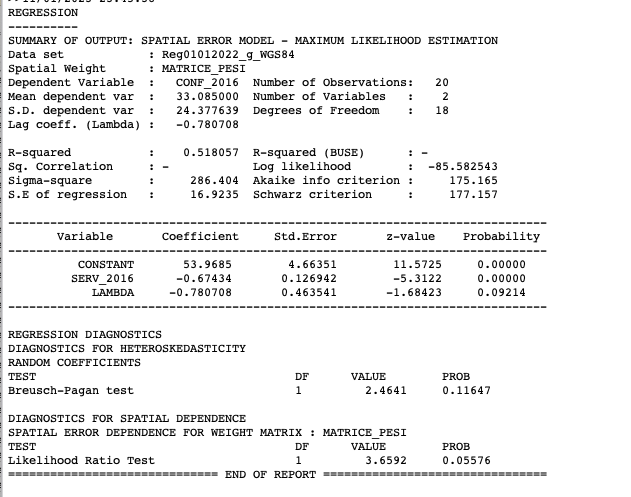 REGRESSION
----------
SUMMARY OF OUTPUT: SPATIAL ERROR MODEL - MAXIMUM LIKELIHOOD ESTIMATION
Data set : Reg01012022_g_WGS84
Spatial Weight : MATRICE_PESI
Dependent Variable : CONF_2016 Number of Observations: 20
Mean dependent var : 33.085000 Number of Variables : 2
S.D. dependent var : 24.377639 Degrees of Freedom : 18
Lag coeff. (Lambda) : -0.780708
R-squared : 0.518057 R-squared (BUSE) : -
Sq. Correlation : - Log likelihood : -85.582543
Sigma-square : 286.404 Akaike info criterion : 175.165
S.E of regression : 16.9235 Schwarz criterion : 177.157
-----------------------------------------------------------------------------
Variable Coefficient Std.Error z-value Probability
-----------------------------------------------------------------------------
CONSTANT 53.9685 4.66351 11.5725 0.00000
SERV_2016 -0.67434 0.126942 -5.3122 0.00000
LAMBDA -0.780708 0.463541 -1.68423 0.09214
-----------------------------------------------------------------------------
REGRESSION DIAGNOSTICS
DIAGNOSTICS FOR HETEROSKEDASTICITY
RANDOM COEFFICIENTS
TEST DF VALUE PROB
Breusch-Pagan test 1 2.4641 0.11647
DIAGNOSTICS FOR SPATIAL DEPENDENCE
SPATIAL ERROR DEPENDENCE FOR WEIGHT MATRIX : MATRICE_PESI
TEST DF VALUE PROB
Likelihood Ratio Test 1 3.6592 0.05576
============================== END OF REPORT ================================